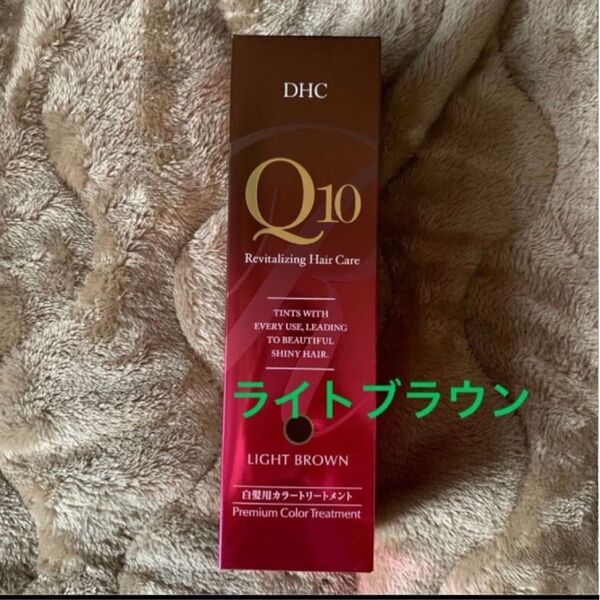 DHC
Q10
Revitalizing Hair Care
TINTS WITH
EVERY USE, LEADING
TO BEAUTIFUL
SHINY HAIR.
ライトブラウン
LIGHT BROWN
白髪用カラートリートメント
Premium Color Treatment